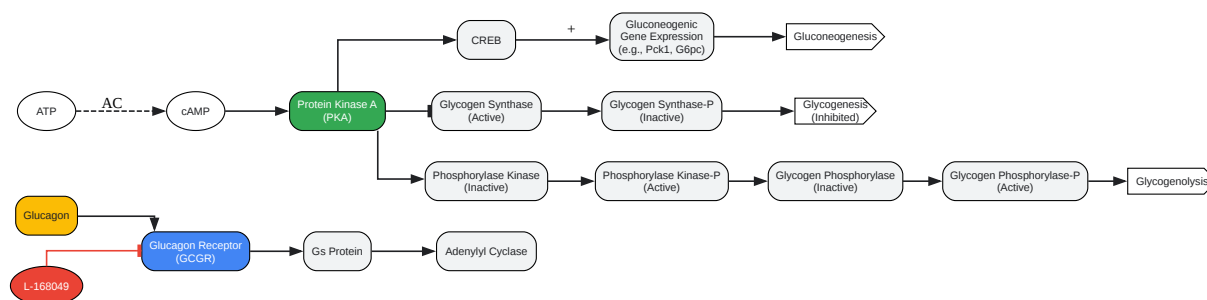 +
Gluconeogenic
Gene Expression
(e.g., Pck1, G6pc)
CREB
Gluconeogenesis
ATP
AC
cAMP
Protein Kinase A
(PKA)
Glycogen Synthase
(Active)
Glycogen Synthase-P
(Inactive)
Glycogenesis
(Inhibited)
Phosphorylase Kinase
(Inactive)
Phosphorylase Kinase-P
(Active)
Glycogen Phosphorylase
(Inactive)
Glycogen Phosphorylase-P
(Active)
Glycogenolysis
Glucagon
Glucagon Receptor
(GCGR)
Gs Protein
Adenylyl Cyclase
L-168049